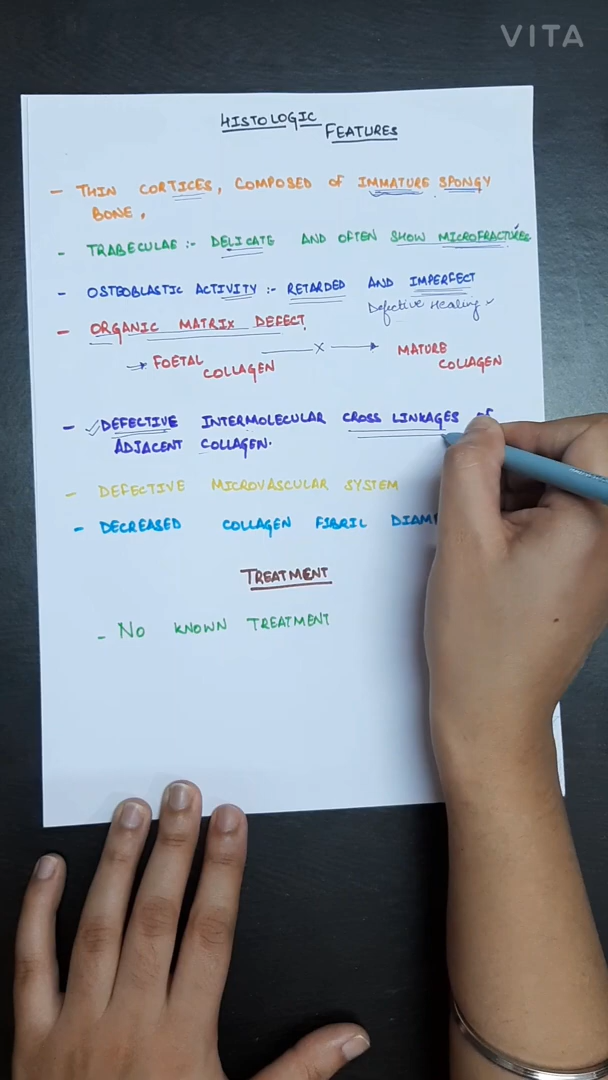 VITA
HISTOLOGIC
FEATURES
- THIN CORTICES, COMPOSED OF IMMATURE SPONGY
BONE.
- TRABECULAE :- DELICATE AND OFTEN SHOW MICROFRACTURES
- OSTEOBLASTIC ACTIVITY :- RETARDED AND IMPERFECT
Defective Healing
- ORGANIC MATRIX DEFECT
→ FOETAL COLLAGEN —x→ MATURE COLLAGEN
- DEFECTIVE INTERMOLECULAR CROSS LINKAGES OF
ADJACENT COLLAGEN.
- DEFECTIVE MICROVASCULAR SYSTEM
- DECREASED COLLAGEN FIBRIL
TREATMENT
- NO KNOWN TREATMENT